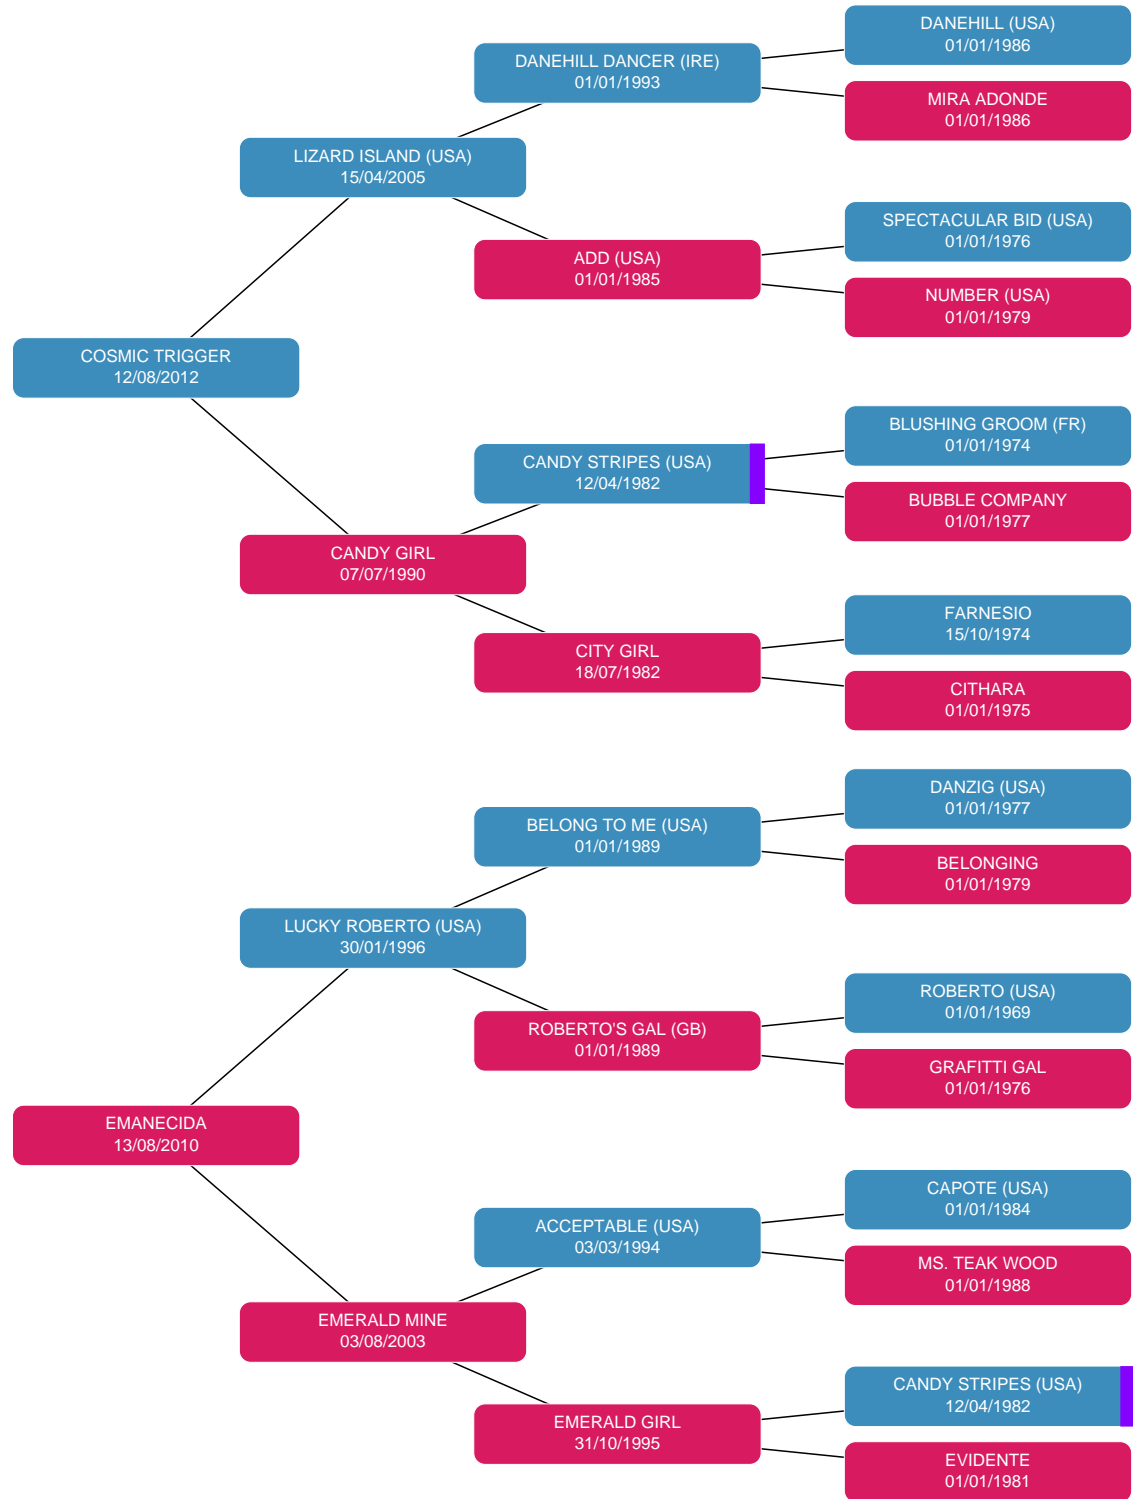 DANEHILL (USA)
01/01/1986
DANEHILL DANCER (IRE)
01/01/1993
MIRA ADONDE
01/01/1986
LIZARD ISLAND (USA)
15/04/2005
SPECTACULAR BID (USA)
01/01/1976
ADD (USA)
01/01/1985
NUMBER (USA)
01/01/1979
COSMIC TRIGGER
12/08/2012
BLUSHING GROOM (FR)
01/01/1974
CANDY STRIPES (USA)
12/04/1982
BUBBLE COMPANY
01/01/1977
CANDY GIRL
07/07/1990
FARNESIO
15/10/1974
CITY GIRL
18/07/1982
CITHARA
01/01/1975
DANZIG (USA)
01/01/1977
BELONG TO ME (USA)
01/01/1989
BELONGING
01/01/1979
LUCKY ROBERTO (USA)
30/01/1996
ROBERTO (USA)
01/01/1969
ROBERTO'S GAL (GB)
01/01/1989
GRAFITTI GAL
01/01/1976
EMANECIDA
13/08/2010
CAPOTE (USA)
01/01/1984
ACCEPTABLE (USA)
03/03/1994
MS. TEAK WOOD
01/01/1988
EMERALD MINE
03/08/2003
CANDY STRIPES (USA)
12/04/1982
EMERALD GIRL
31/10/1995
EVIDENTE
01/01/1981